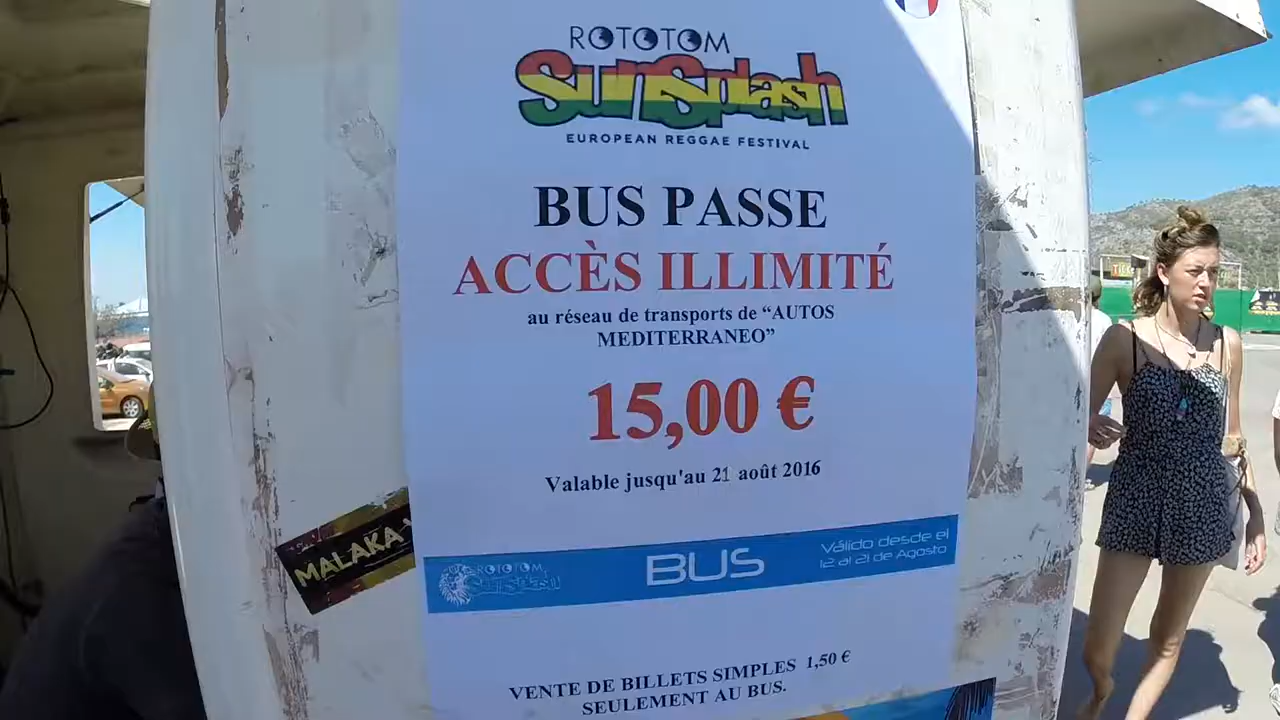 ROTOTOM
SunSplash
EUROPEAN REGGAE FESTIVAL
BUS PASSE
ACCÈS ILLIMITÉ
au réseau de transports de “AUTOS
MEDITERRANEO”
15,00 €
Valable jusqu'au 21 août 2016
MALAKA
ROTOTOM
BUS
Válido desde el
12 al 21 de Agosto
VENTE DE BILLETS SIMPLES 1,50 €
SEULEMENT AU BUS.